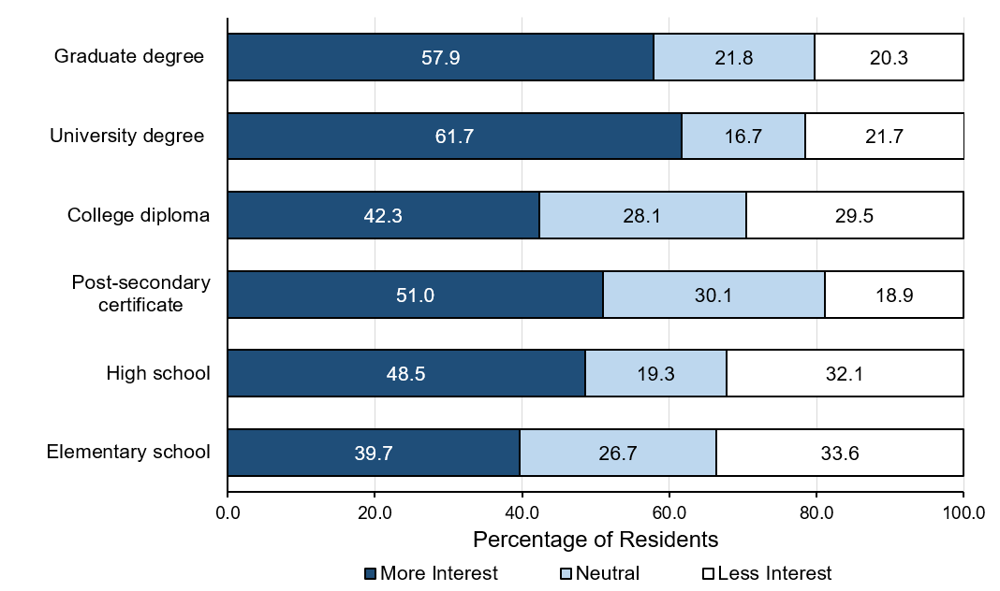 Graduate degree 57.9 21.8 20.3
University degree 61.7 16.7 21.7
College diploma 42.3 28.1 29.5
Post-secondary
certificate 51.0 30.1 18.9
High school 48.5 19.3 32.1
Elementary school 39.7 26.7 33.6
0.0 20.0 40.0 60.0 80.0 100.0
Percentage of Residents
More Interest Neutral Less Interest